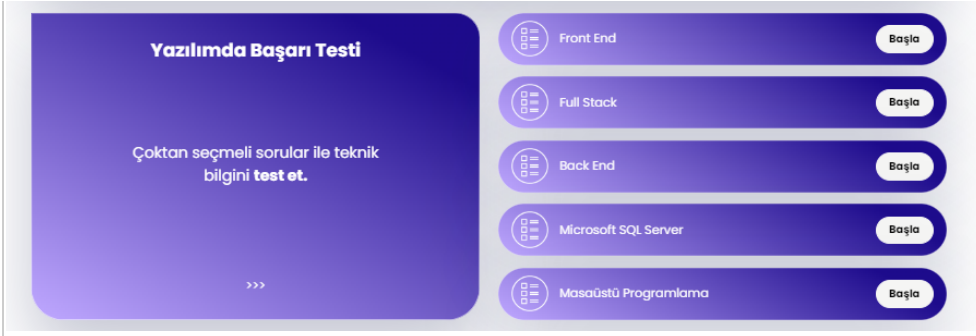 Yazılımda Başarı Testi
Çoktan seçmeli sorular ile teknik
bilgini test et.
>>>
Front End
Başla
Full Stack
Başla
Back End
Başla
Microsoft SQL Server
Başla
Masaüstü Programlama
Başla